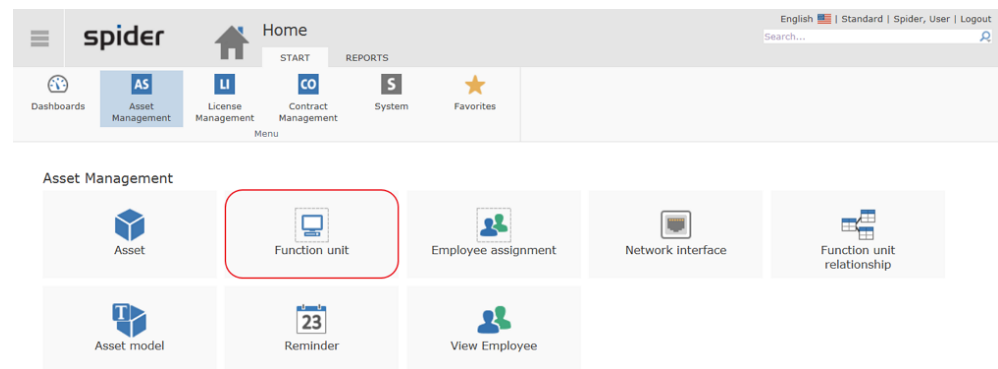 English | Standard | Spider, User | Logout
spider
Home
Search...
START REPORTS
AS LI CO S
Dashboards Asset Management License Management Contract Management System Favorites
Menu
Asset Management
Asset Function unit Employee assignment Network interface Function unit relationship
T 23
Asset model Reminder View Employee